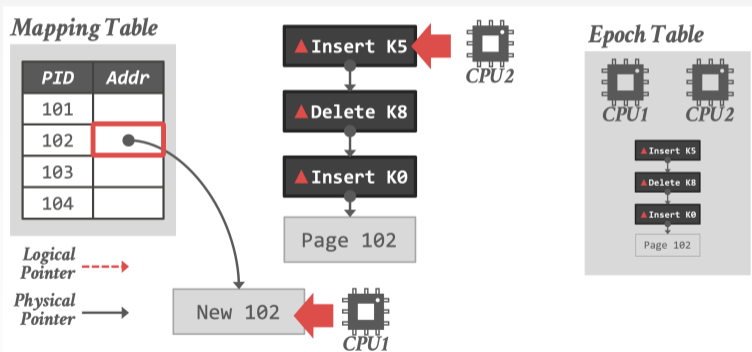 Mapping Table
PID Addr
101
102
103
104
Logical
Pointer
Physical
Pointer
▲Insert K5
▲Delete K8
▲Insert K0
Page 102
New 102
CPU2
CPU1
Epoch Table
CPU1 CPU2
▲Insert K5
▲Delete K8
▲Insert K0
Page 102